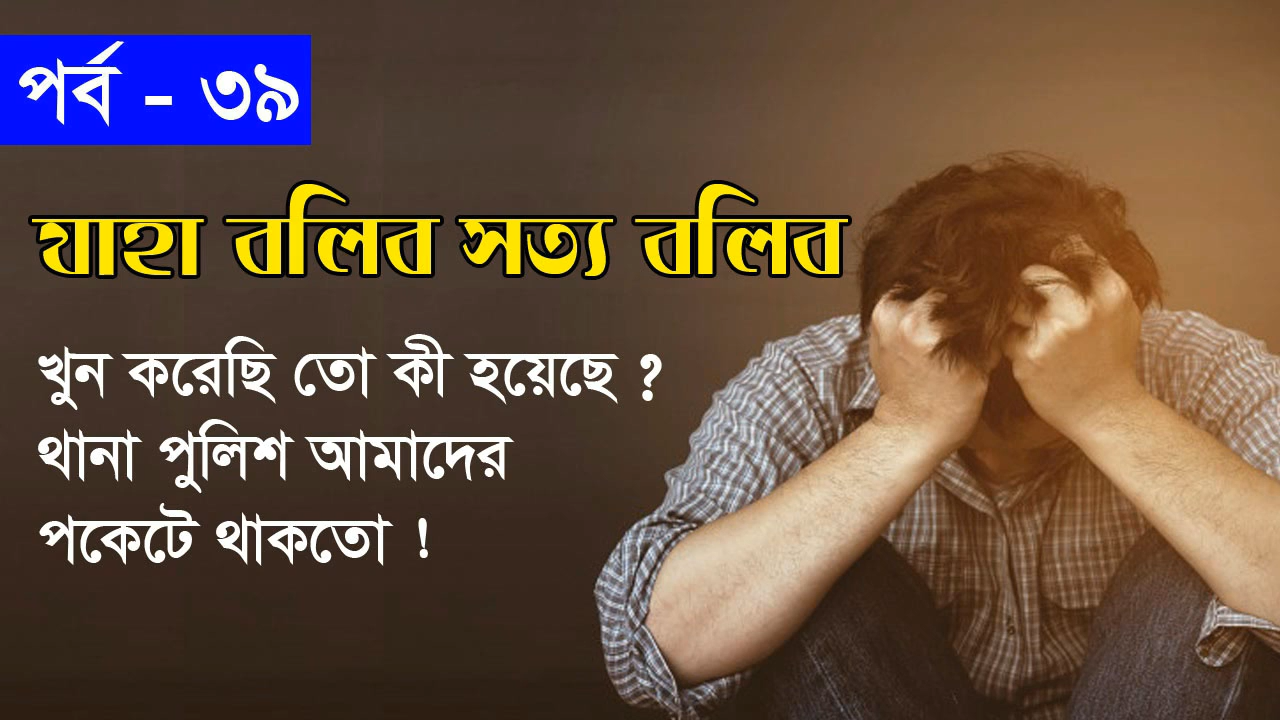 পর্ব - ৩৯
যাহা বলিব সত্য বলিব
খুন করেছি তো কী হয়েছে ?
থানা পুলিশ আমাদের
পকেটে থাকতো !